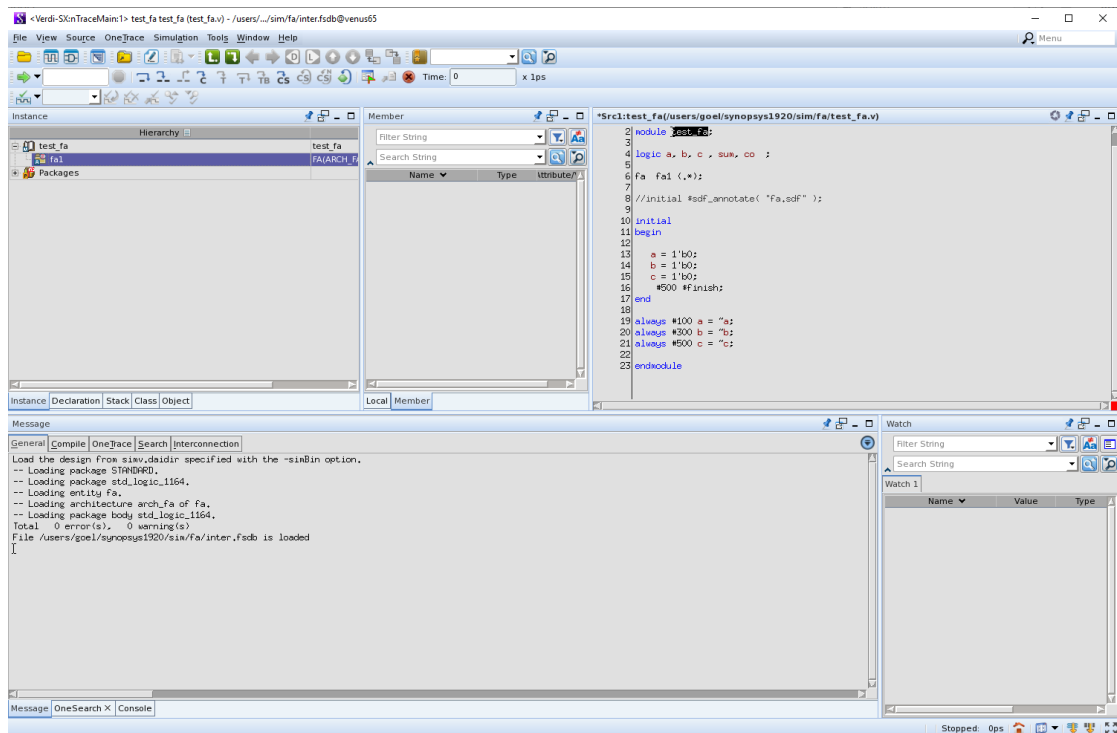 <Verdi-SX:nTraceMain:1> test_fa test_fa (test_fa.v) - /users/.../sim/fa/inter.fsdb@venus65
File View Source OneTrace Simulation Tools Window Help
Menu
Time: 0 x 1ps
Instance
Hierarchy
test_fa test_fa
fa1 FA(ARCH_FA
Packages
Instance Declaration Stack Class Object
Member
Filter String
Search String
Name Type Attribute/V
Local Member
*Src1:test_fa(/users/goel/synopsys1920/sim/fa/test_fa.v)
2 module test_fa;
3
4 logic a, b, c , sum, co ;
5
6 fa fa1 (.*);
7
8 //initial $sdf_annotate( "fa.sdf" );
9
10 initial
11 begin
12
13 a = 1'b0;
14 b = 1'b0;
15 c = 1'b0;
16 #500 $finish;
17 end
18
19 always #100 a = ~a;
20 always #300 b = ~b;
21 always #500 c = ~c;
22
23 endmodule
Message
General Compile OneTrace Search Interconnection
Load the design from simv.daidir specified with the -simBin option.
-- Loading package STANDARD.
-- Loading package std_logic_1164.
-- Loading entity fa.
-- Loading architecture arch_fa of fa.
-- Loading package body std_logic_1164.
Total 0 error(s), 0 warning(s)
File /users/goel/synopsys1920/sim/fa/inter.fsdb is loaded
Message OneSearch × Console
Watch
Filter String
Search String
Watch 1
Name Value Type
Stopped: 0ps